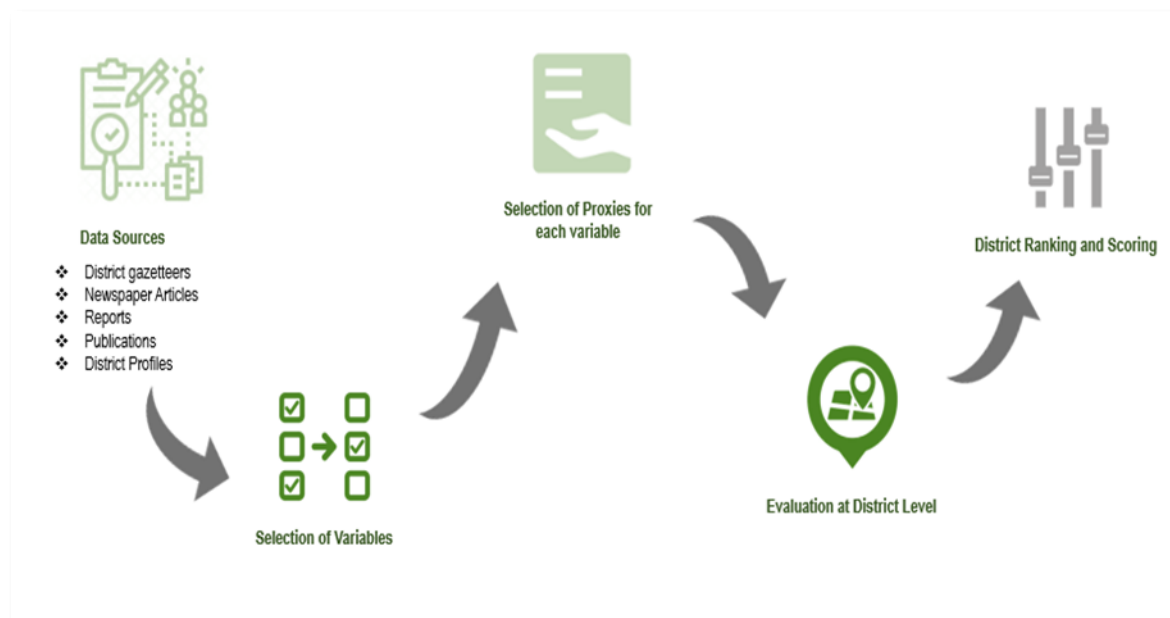 Data Sources
❖ District gazetteers
❖ Newspaper Articles
❖ Reports
❖ Publications
❖ District Profiles
Selection of Variables
Selection of Proxies for
each variable
Evaluation at District Level
District Ranking and Scoring